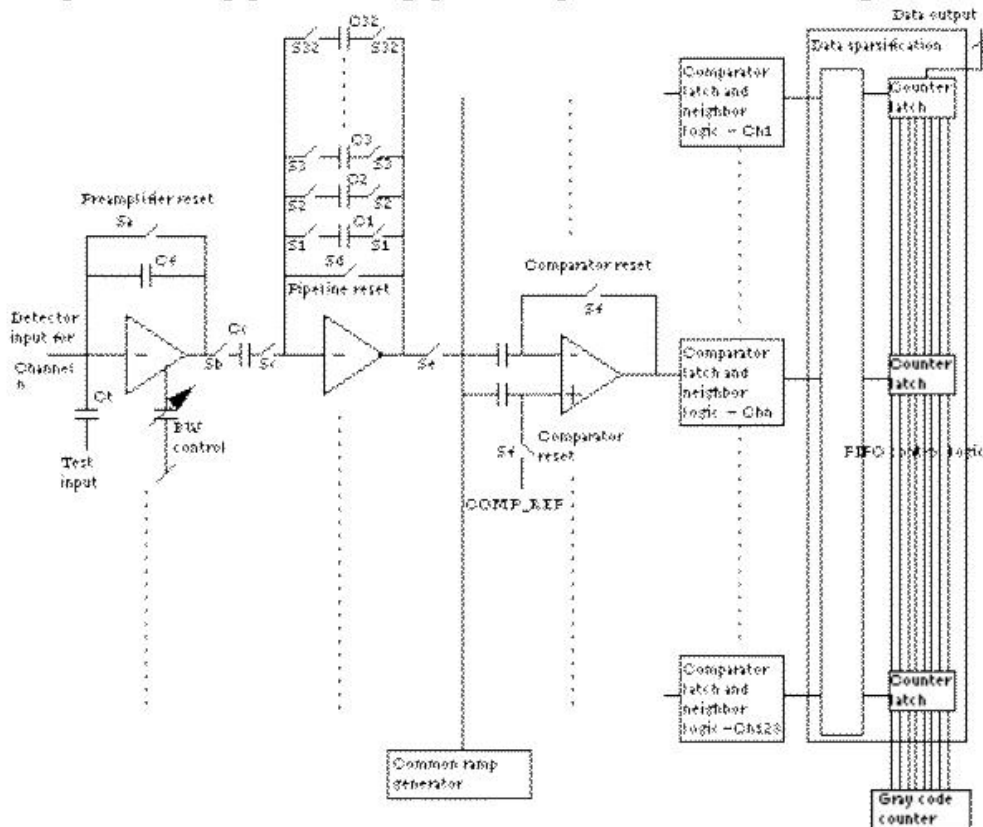 Data output
Data sparsification
C32
S32
S32
Comparator
latch and
neighbor
logic - Ch1
Counter
latch
C3
S3
S3
C2
S2
S2
C1
S1
S1
Sd
Pipeline reset
Preamplifier reset
Sa
Cf
Detector
input for
Channel
n
Sb
Cc
Sc
Se
Comparator reset
Sf
Comparator
latch and
neighbor
logic - Chn
Counter
latch
Ct
Test
input
BW
control
Sf
Comparator
reset
COMP_REF
FIFO control logic
Comparator
latch and
neighbor
logic -Ch128
Counter
latch
Common ramp
generator
Gray code
counter